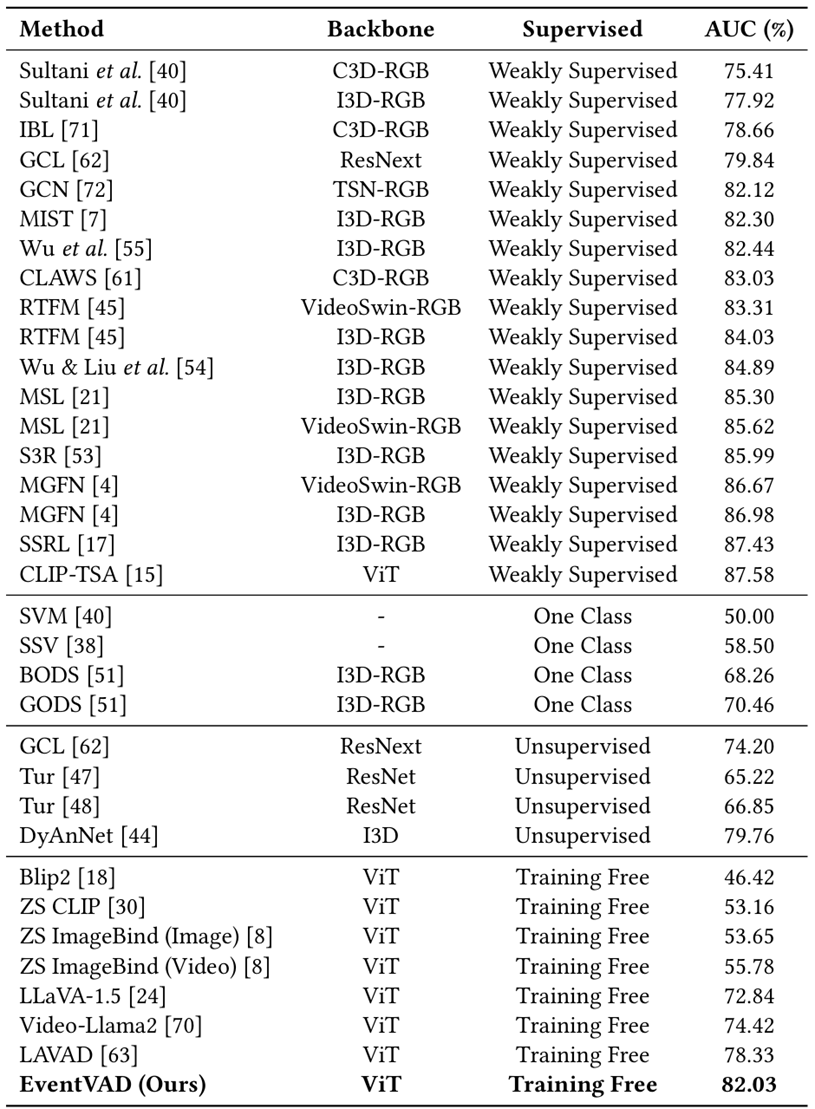 Method Backbone Supervised AUC (%)
Sultani et al. [40] C3D-RGB Weakly Supervised 75.41
Sultani et al. [40] I3D-RGB Weakly Supervised 77.92
IBL [71] C3D-RGB Weakly Supervised 78.66
GCL [62] ResNext Weakly Supervised 79.84
GCN [72] TSN-RGB Weakly Supervised 82.12
MIST [7] I3D-RGB Weakly Supervised 82.30
Wu et al. [55] I3D-RGB Weakly Supervised 82.44
CLAWS [61] C3D-RGB Weakly Supervised 83.03
RTFM [45] VideoSwin-RGB Weakly Supervised 83.31
RTFM [45] I3D-RGB Weakly Supervised 84.03
Wu & Liu et al. [54] I3D-RGB Weakly Supervised 84.89
MSL [21] I3D-RGB Weakly Supervised 85.30
MSL [21] VideoSwin-RGB Weakly Supervised 85.62
S3R [53] I3D-RGB Weakly Supervised 85.99
MGFN [4] VideoSwin-RGB Weakly Supervised 86.67
MGFN [4] I3D-RGB Weakly Supervised 86.98
SSRL [17] I3D-RGB Weakly Supervised 87.43
CLIP-TSA [15] ViT Weakly Supervised 87.58
SVM [40] - One Class 50.00
SSV [38] - One Class 58.50
BODS [51] I3D-RGB One Class 68.26
GODS [51] I3D-RGB One Class 70.46
GCL [62] ResNext Unsupervised 74.20
Tur [47] ResNet Unsupervised 65.22
Tur [48] ResNet Unsupervised 66.85
DyAnNet [44] I3D Unsupervised 79.76
Blip2 [18] ViT Training Free 46.42
ZS CLIP [30] ViT Training Free 53.16
ZS ImageBind (Image) [8] ViT Training Free 53.65
ZS ImageBind (Video) [8] ViT Training Free 55.78
LLaVA-1.5 [24] ViT Training Free 72.84
Video-Llama2 [70] ViT Training Free 74.42
LAVAD [63] ViT Training Free 78.33
EventVAD (Ours) ViT Training Free 82.03